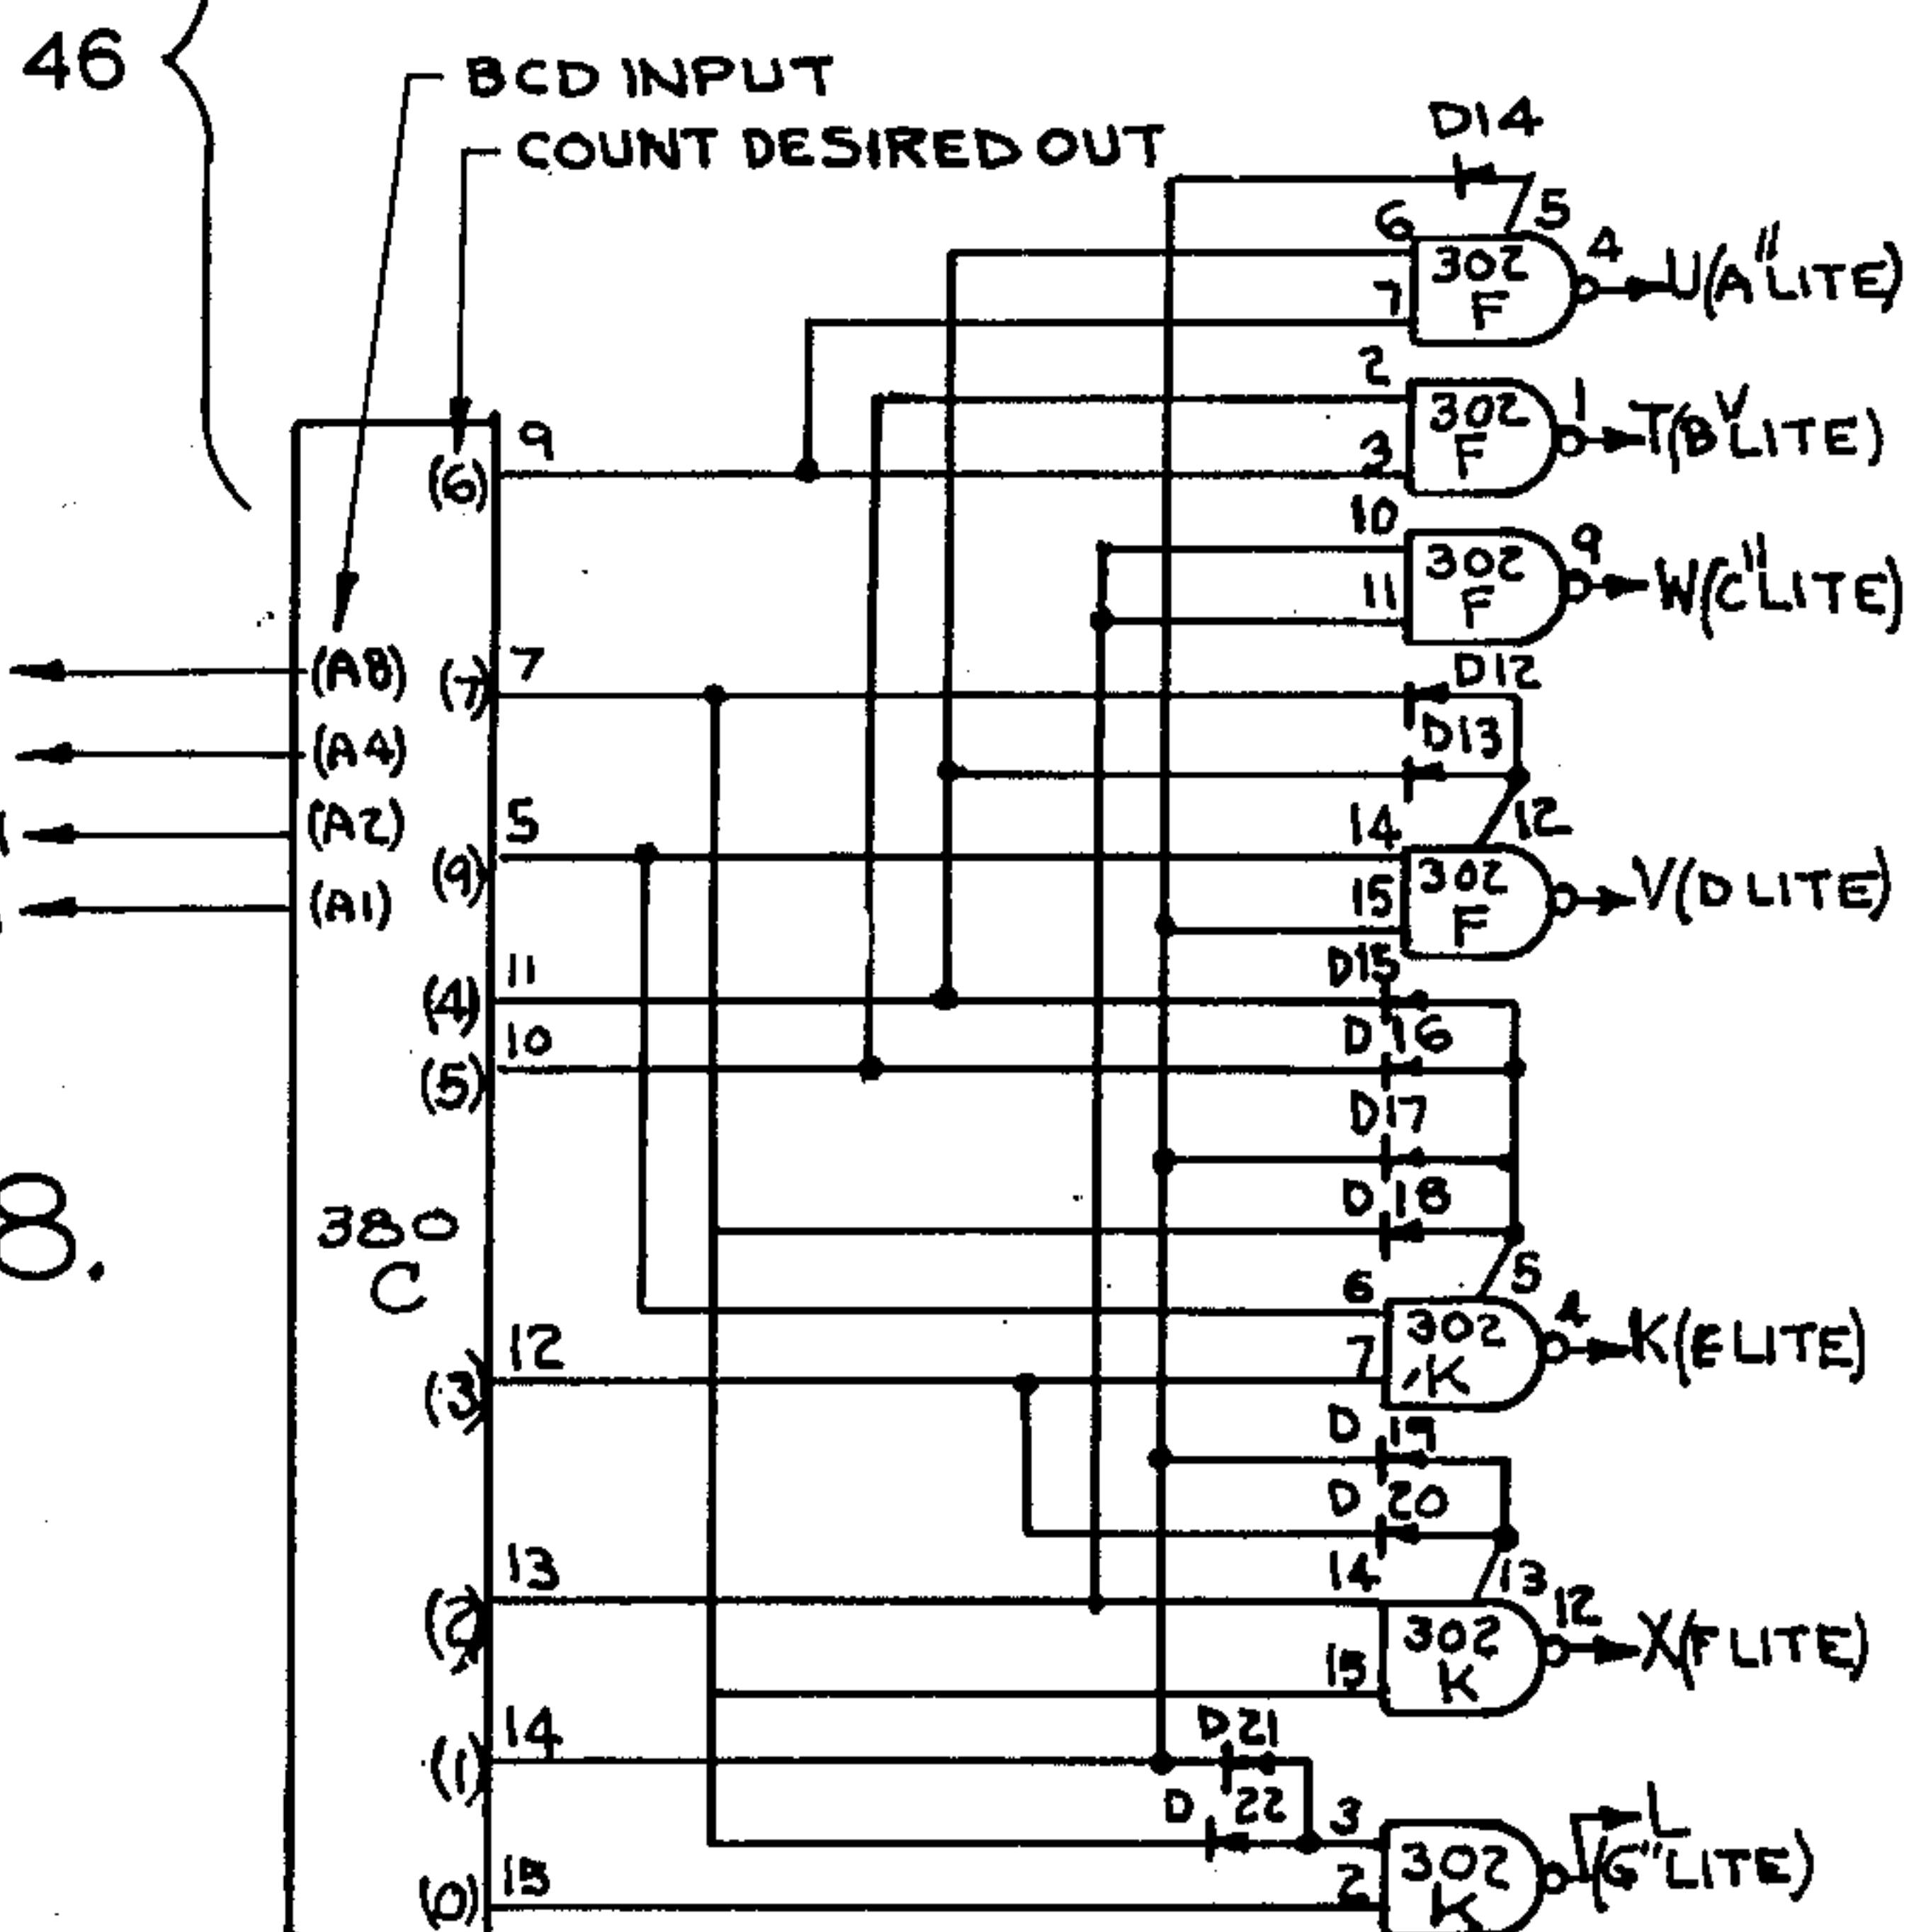 46
BCD INPUT
COUNT DESIRED OUT
D14
5
6
302
F
7
4
U(A"LITE)
2
302
F
3
1
T(B LITE)
9
(6)
10
302
F
11
9
W(C"LITE)
(A8)
(7)
7
D12
(A4)
D13
(A2)
5
14
12
(9)
302
F
15
V(D LITE)
(A1)
11
(4)
D15
10
(5)
D16
D17
D18
8.
380
C
5
6
302
K
7
4
K(E LITE)
12
(3)
D19
D20
13
(2)
14
13
302
K
15
12
X(F LITE)
14
(1)
D21
D22
3
302
K
2
L
(G"LITE)
15
(0)